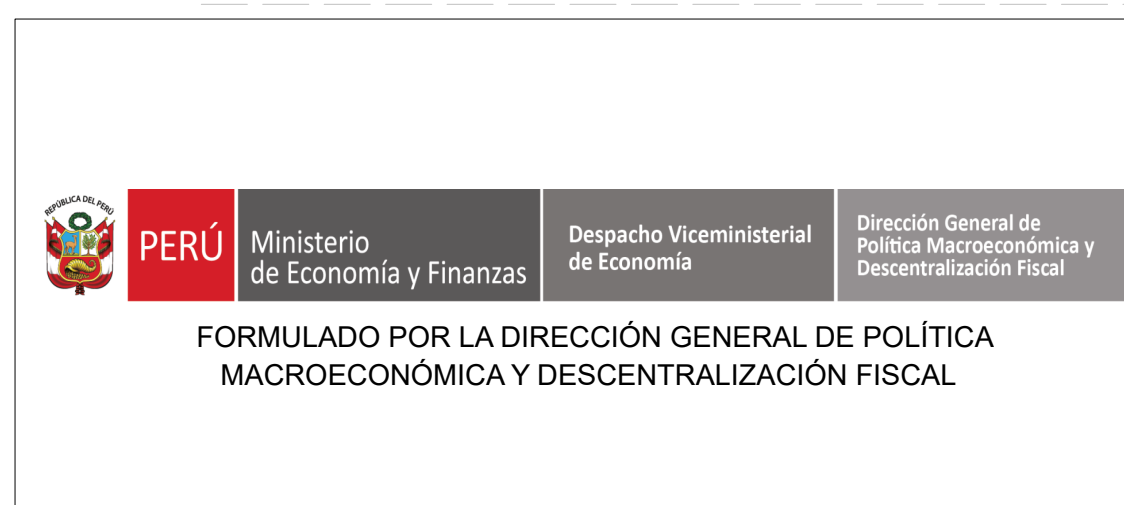 REPÚBLICA DEL PERÚ
PERÚ
Ministerio
de Economía y Finanzas
Despacho Viceministerial
de Economía
Dirección General de
Política Macroeconómica y
Descentralización Fiscal
FORMULADO POR LA DIRECCIÓN GENERAL DE POLÍTICA
MACROECONÓMICA Y DESCENTRALIZACIÓN FISCAL